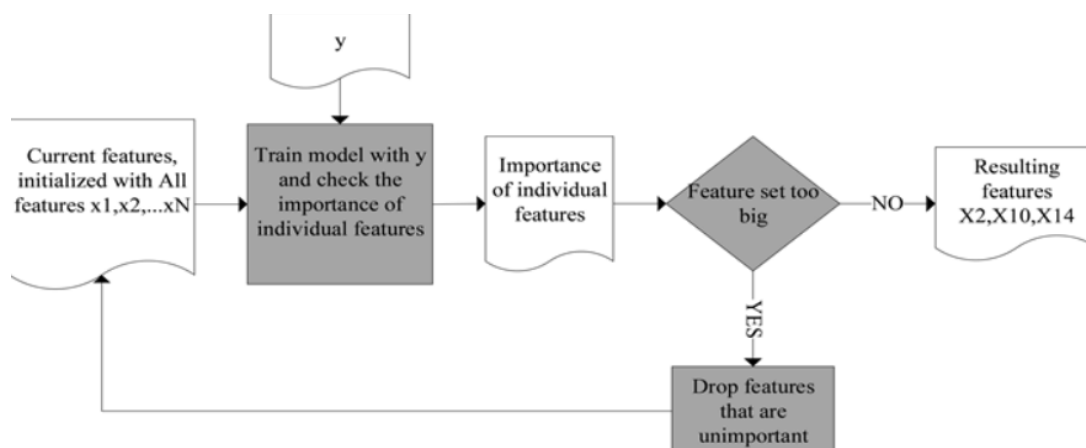 y
Current features,
initialized with All
features x1,x2,...xN
Train model with y
and check the
importance of
individual features
Importance
of individual
features
Feature set too
big
NO
Resulting
features
X2,X10,X14
YES
Drop features
that are
unimportant